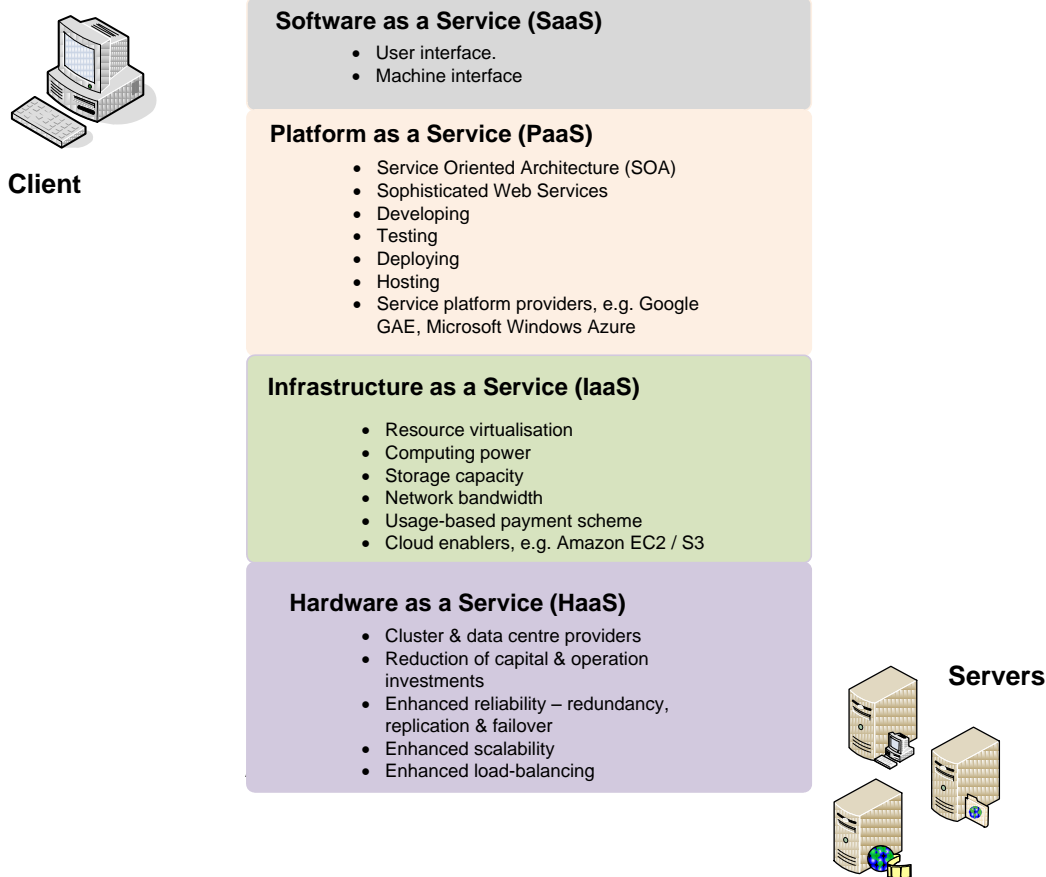 Software as a Service (SaaS)
• User interface.
• Machine interface
Client
Platform as a Service (PaaS)
• Service Oriented Architecture (SOA)
• Sophisticated Web Services
• Developing
• Testing
• Deploying
• Hosting
• Service platform providers, e.g. Google
GAE, Microsoft Windows Azure
Infrastructure as a Service (IaaS)
• Resource virtualisation
• Computing power
• Storage capacity
• Network bandwidth
• Usage-based payment scheme
• Cloud enablers, e.g. Amazon EC2 / S3
Hardware as a Service (HaaS)
• Cluster & data centre providers
• Reduction of capital & operation
investments
• Enhanced reliability – redundancy,
replication & failover
• Enhanced scalability
• Enhanced load-balancing
Servers